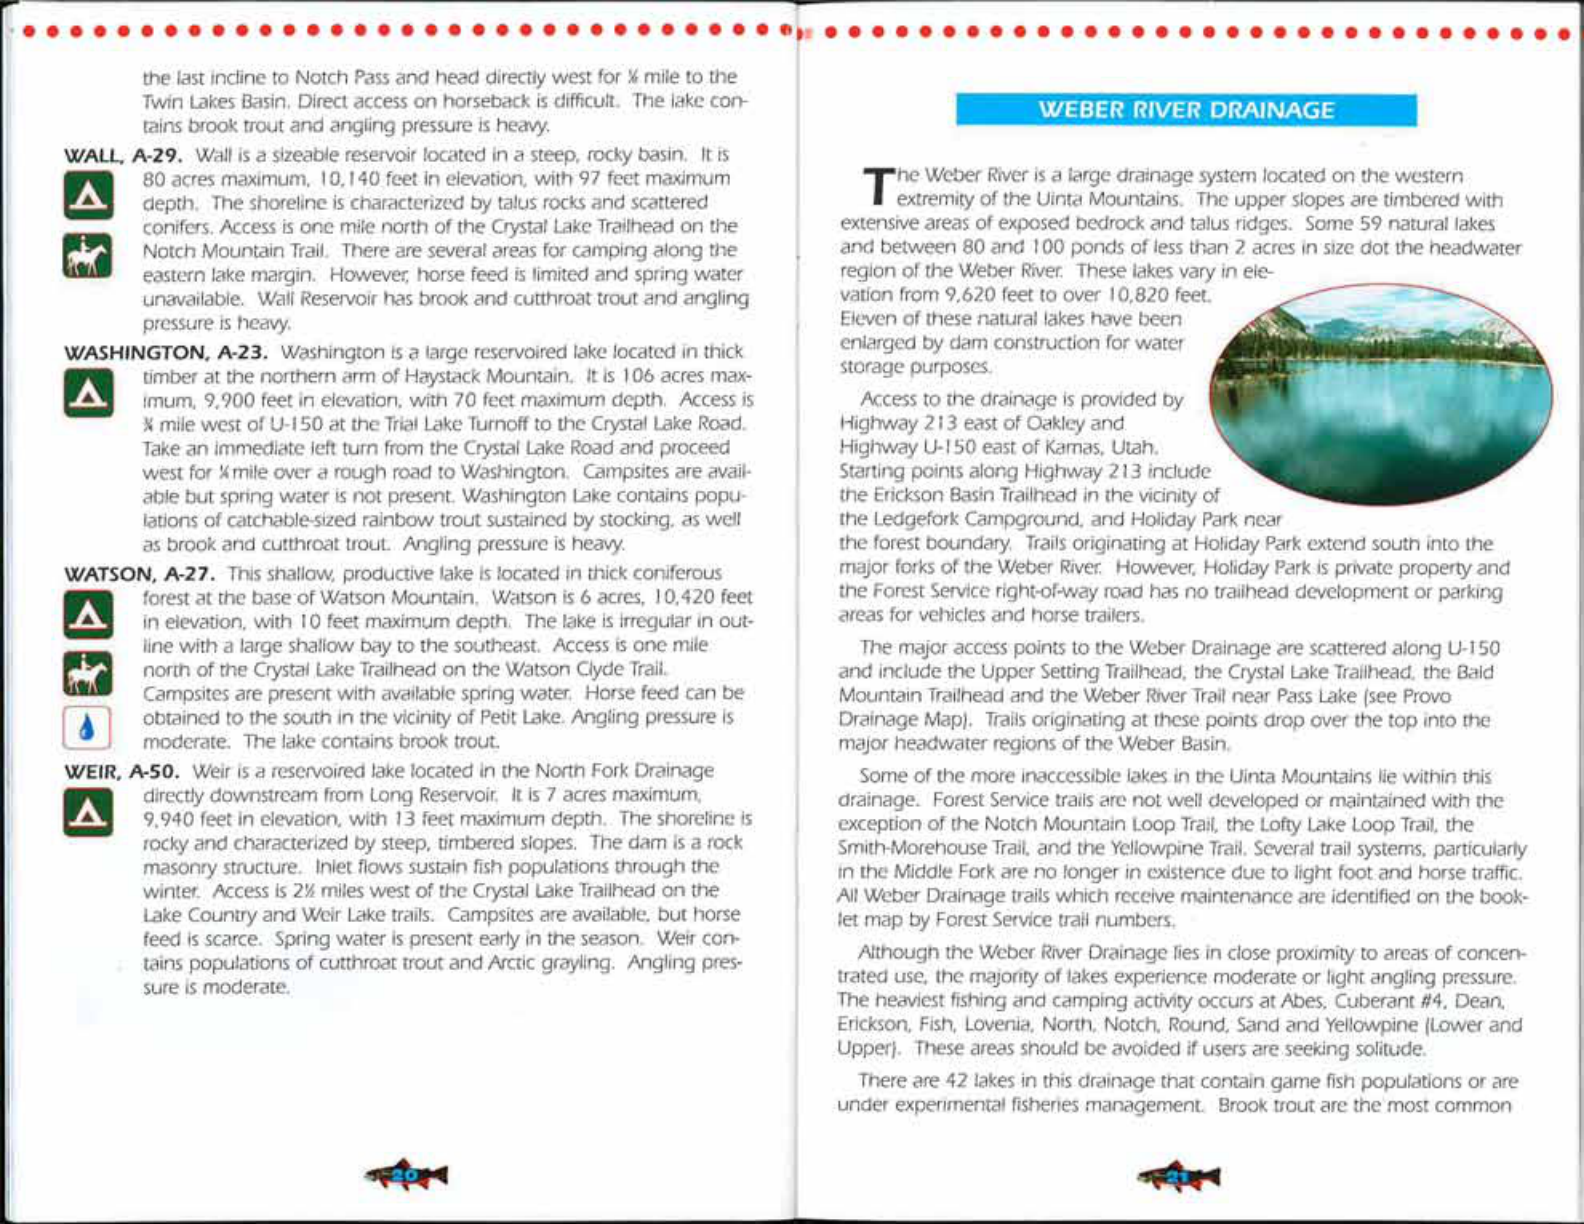 the last incline to Notch Pass and head directly west for ¼ mile to the
Twin Lakes Basin. Direct access on horseback is difficult. The lake con-
tains brook trout and angling pressure is heavy.
WALL, A-29. Wall is a sizeable reservoir located in a steep, rocky basin. It is
80 acres maximum, 10,140 feet in elevation, with 97 feet maximum
depth. The shoreline is characterized by talus rocks and scattered
conifers. Access is one mile north of the Crystal Lake Trailhead on the
Notch Mountain Trail. There are several areas for camping along the
eastern lake margin. However, horse feed is limited and spring water
unavailable. Wall Reservoir has brook and cutthroat trout and angling
pressure is heavy.
WASHINGTON, A-23. Washington is a large reservoired lake located in thick
timber at the northern arm of Haystack Mountain. It is 106 acres max-
imum, 9,900 feet in elevation, with 70 feet maximum depth. Access is
mile west of U-150 at the Trial Lake Turnoff to the Crystal Lake Road.
Take an immediate left turn from the Crystal Lake Road and proceed
west for mile over a rough road to Washington. Campsites are avail-
able but spring water is not present. Washington Lake contains popu-
lations of catchable-sized rainbow trout sustained by stocking, as well
as brook and cutthroat trout. Angling pressure is heavy.
WATSON, A-27. This shallow, productive lake is located in thick coniferous
forest at the base of Watson Mountain. Watson is 6 acres, 10,420 feet
in elevation, with 10 feet maximum depth. The lake is irregular in out-
line with a large shallow bay to the southeast. Access is one mile
north of the Crystal Lake Trailhead on the Watson Clyde Trail.
Campsites are present with available spring water. Horse feed can be
obtained to the south in the vicinity of Petit Lake. Angling pressure is
moderate. The lake contains brook trout.
WEIR, A-50. Weir is a reservoired lake located in the North Fork Drainage
directly downstream from Long Reservoir. It is 7 acres maximum,
9,940 feet in elevation, with 13 feet maximum depth. The shoreline is
rocky and characterized by steep, timbered slopes. The dam is a rock
masonry structure. Inlet flows sustain fish populations through the
winter. Access is 2½ miles west of the Crystal Lake Trailhead on the
Lake Country and Weir Lake trails. Campsites are available, but horse
feed is scarce. Spring water is present early in the season. Weir con-
tains populations of cutthroat trout and Arctic grayling. Angling pres-
sure is moderate.
20
WEBER RIVER DRAINAGE
The Weber River is a large drainage system located on the western
extremity of the Uinta Mountains. The upper slopes are timbered with
extensive areas of exposed bedrock and talus ridges. Some 59 natural lakes
and between 80 and 100 ponds of less than 2 acres in size dot the headwater
region of the Weber River. These lakes vary in ele-
vation from 9,620 feet to over 10,820 feet.
Eleven of these natural lakes have been
enlarged by dam construction for water
storage purposes.
Access to the drainage is provided by
Highway 213 east of Oakley and
Highway U-150 east of Kamas, Utah.
Starting points along Highway 213 include
the Erickson Basin Trailhead in the vicinity of
the Ledgefork Campground, and Holiday Park near
the forest boundary. Trails originating at Holiday Park extend south into the
major forks of the Weber River. However, Holiday Park is private property and
the Forest Service right-of-way road has no trailhead development or parking
areas for vehicles and horse trailers.
The major access points to the Weber Drainage are scattered along U-150
and include the Upper Setting Trailhead, the Crystal Lake Trailhead, the Bald
Mountain Trailhead and the Weber River Trail near Pass Lake (see Provo
Drainage Map). Trails originating at these points drop over the top into the
major headwater regions of the Weber Basin.
Some of the more inaccessible lakes in the Uinta Mountains lie within this
drainage. Forest Service trails are not well developed or maintained with the
exception of the Notch Mountain Loop Trail, the Lofty Lake Loop Trail, the
Smith-Morehouse Trail, and the Yellowpine Trail. Several trail systems, particularly
in the Middle Fork are no longer in existence due to light foot and horse traffic.
All Weber Drainage trails which receive maintenance are identified on the book-
let map by Forest Service trail numbers.
Although the Weber River Drainage lies in close proximity to areas of concen-
trated use, the majority of lakes experience moderate or light angling pressure.
The heaviest fishing and camping activity occurs at Abes, Cuberant #4, Dean,
Erickson, Fish, Lovenia, North, Notch, Round, Sand and Yellowpine (Lower and
Upper). These areas should be avoided if users are seeking solitude.
There are 42 lakes in this drainage that contain game fish populations or are
under experimental fisheries management. Brook trout are the most common
21